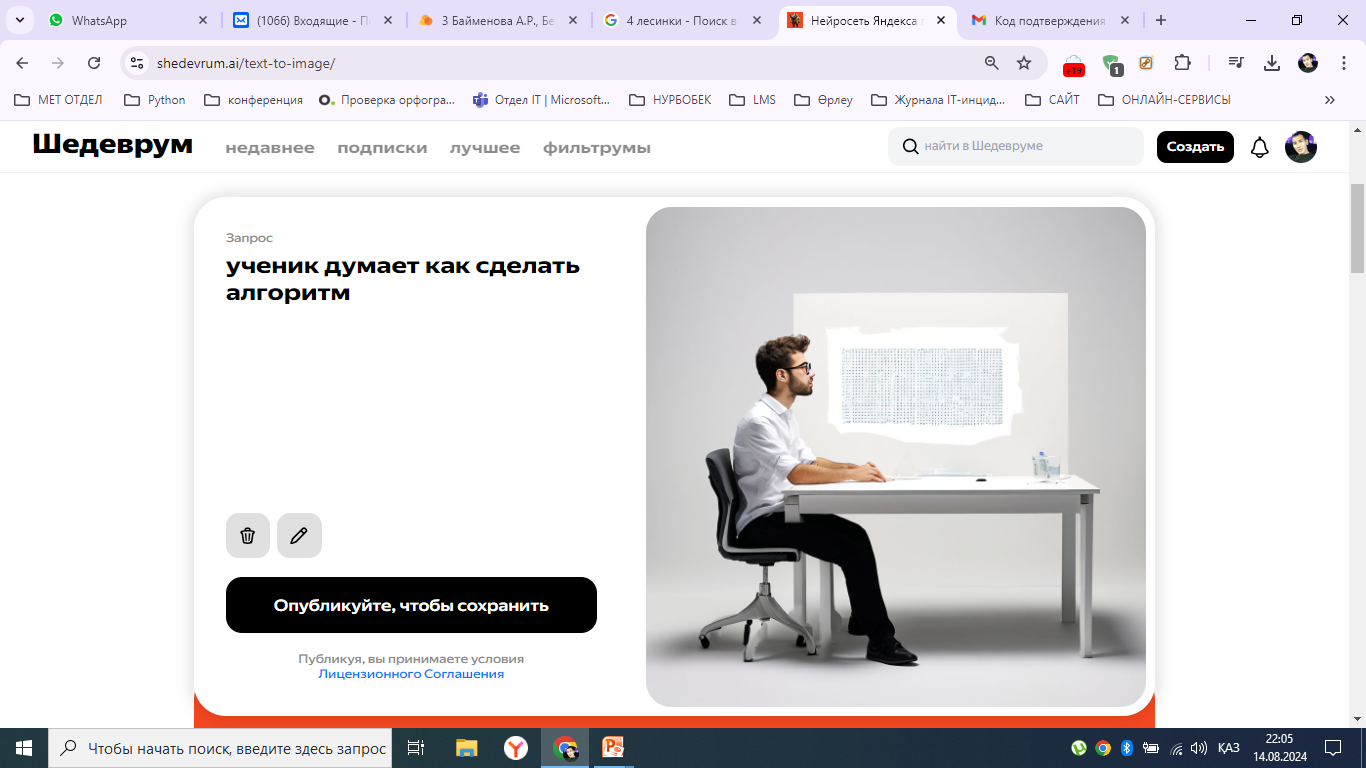 WhatsApp
(1066) Входящие - П
3 Байменова А.Р., Бе
4 лесинки - Поиск в
Нейросеть Яндекса
Код подтверждения
shedevrum.ai/text-to-image/
+19
1
МЕТ ОТДЕЛ
Python
конференция
Проверка орфогра...
Отдел IT | Microsoft...
НУРБОБЕК
LMS
Өрлеу
Журнала IT-инцид...
САЙТ
ОНЛАЙН-СЕРВИСЫ
Шедеврум
недавнее
подписки
лучшее
фильтрумы
найти в Шедевруме
Создать
Запрос
ученик думает как сделать
алгоритм
Опубликуйте, чтобы сохранить
Публикуя, вы принимаете условия
Лицензионного Соглашения
Чтобы начать поиск, введите здесь запрос
ҚАЗ
22:05
14.08.2024